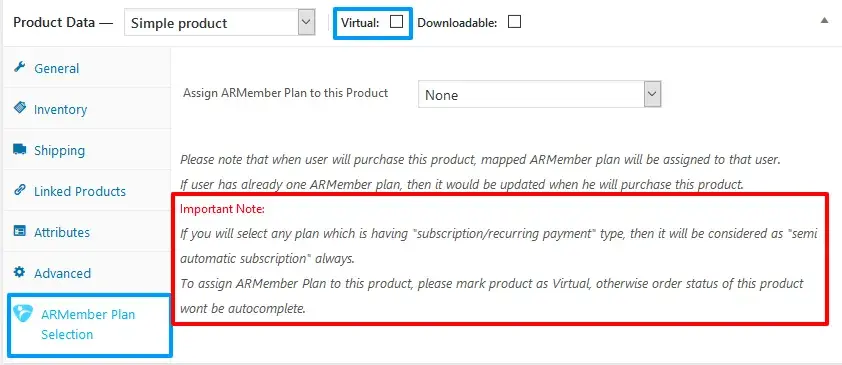 Product Data — Simple product Virtual: Downloadable:
General
Assign ARMember Plan to this Product None
Inventory
Shipping
Please note that when user will purchase this product, mapped ARMember plan will be assigned to that user.
If user has already one ARMember plan, then it would be updated when he will purchase this product.
Linked Products
Important Note:
If you will select any plan which is having "subscription/recurring payment" type, then it will be considered as "semi
automatic subscription" always.
Attributes
Advanced
To assign ARMember Plan to this product, please mark product as Virtual, otherwise order status of this product
wont be autocomplete.
ARMember Plan
Selection